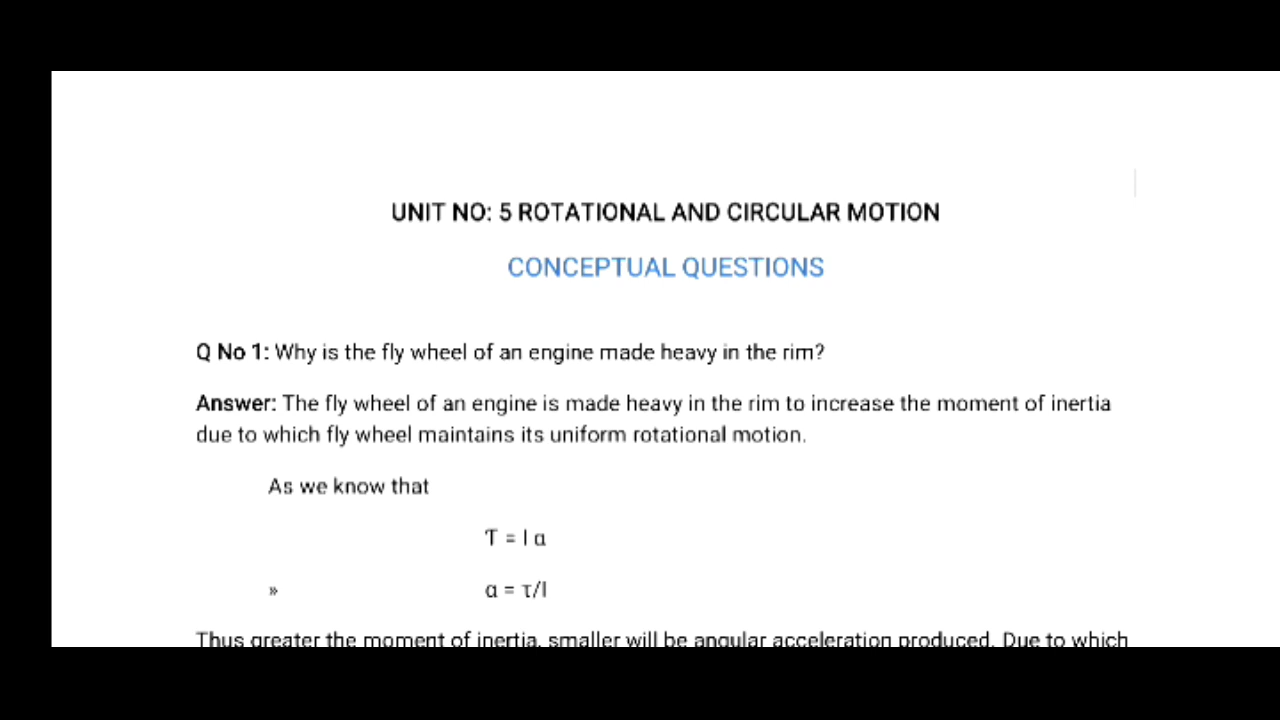 UNIT NO: 5 ROTATIONAL AND CIRCULAR MOTION
CONCEPTUAL QUESTIONS
Q No 1: Why is the fly wheel of an engine made heavy in the rim?
Answer: The fly wheel of an engine is made heavy in the rim to increase the moment of inertia
due to which fly wheel maintains its uniform rotational motion.
As we know that
Ƭ = I α
» α = τ/I
Thus greater the moment of inertia, smaller will be angular acceleration produced. Due to which